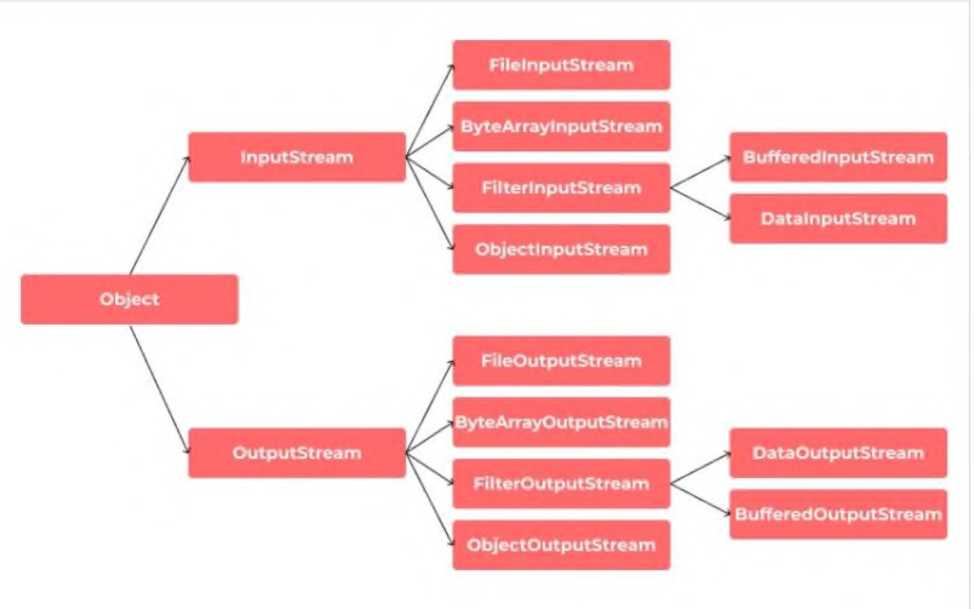 FileInputStream
ByteArrayInputStream
InputStream
BufferedInputStream
FilterInputStream
DataInputStream
ObjectInputStream
Object
FileOutputStream
ByteArrayOutputStream
OutputStream
DataOutputStream
FilterOutputStream
BufferedOutputStream
ObjectOutputStream